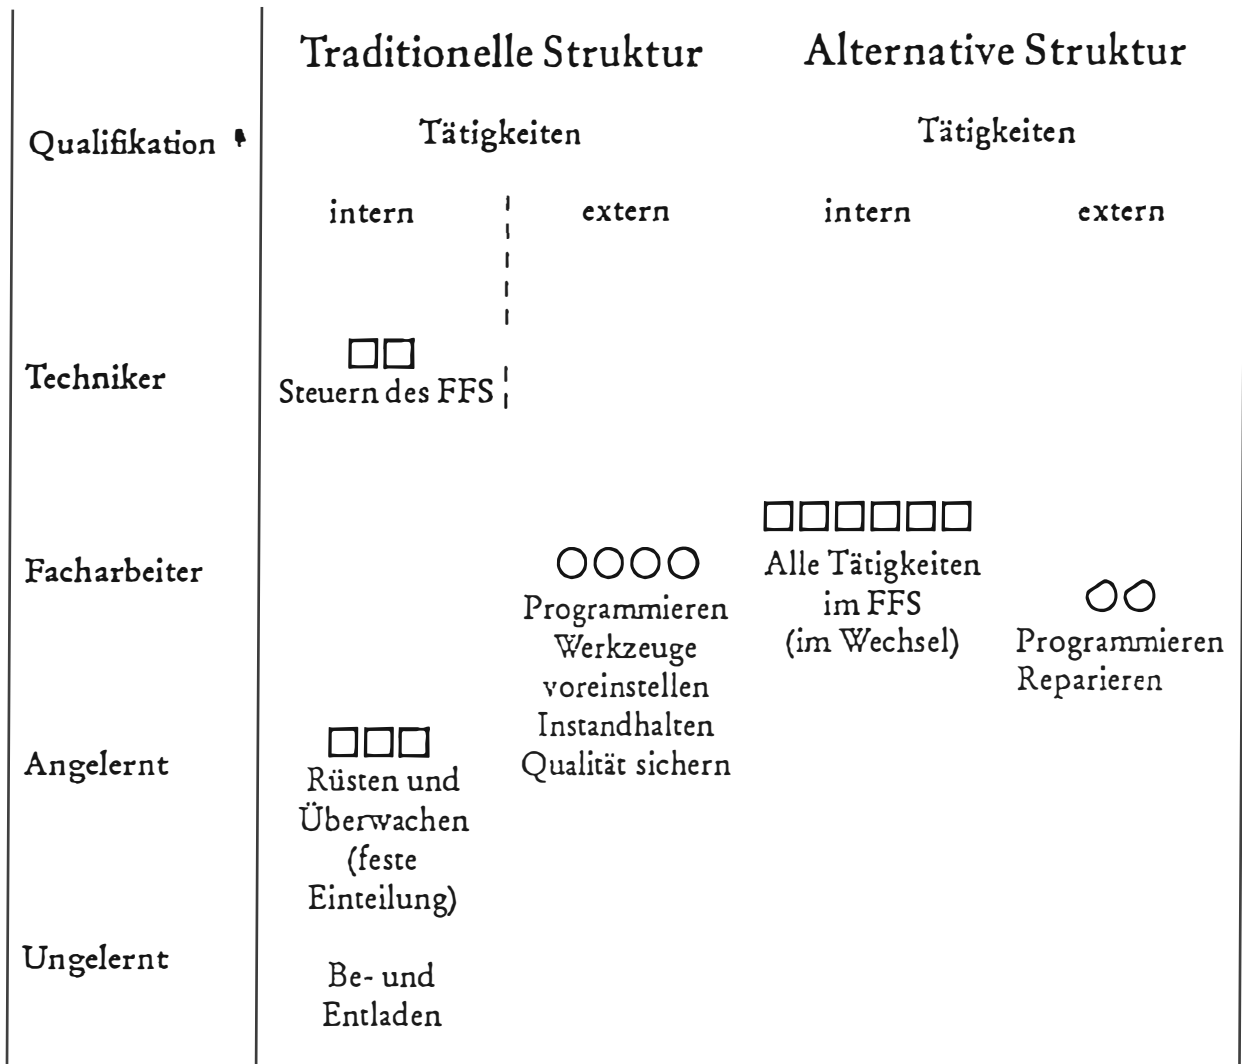 Traditionelle Struktur
Alternative Struktur
Qualifikation
Tätigkeiten
Tätigkeiten
intern
extern
intern
extern
Techniker
Steuern des FFS
Facharbeiter
Programmieren
Werkzeuge
voreinstellen
Instandhalten
Qualität sichern
Alle Tätigkeiten
im FFS
(im Wechsel)
Programmieren
Reparieren
Angelernt
Rüsten und
Überwachen
(feste
Einteilung)
Ungelernt
Be- und
Entladen